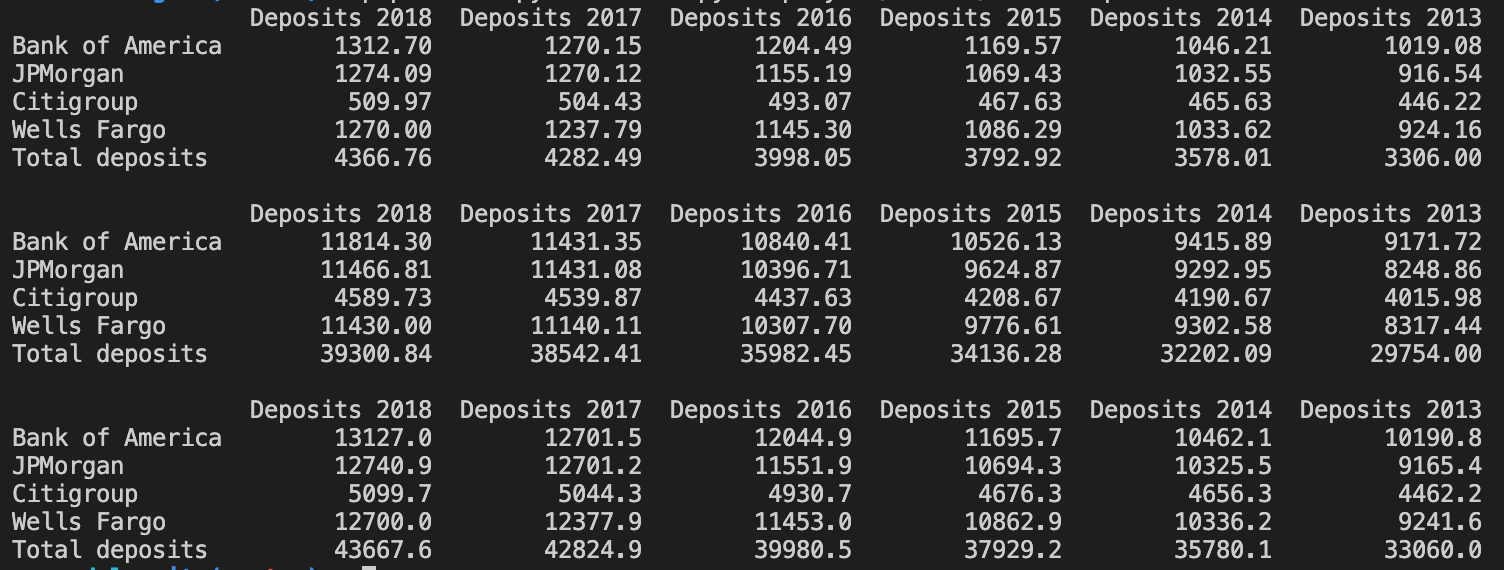 Deposits 2018 Deposits 2017 Deposits 2016 Deposits 2015 Deposits 2014 Deposits 2013
Bank of America 1312.70 1270.15 1204.49 1169.57 1046.21 1019.08
JPMorgan 1274.09 1270.12 1155.19 1069.43 1032.55 916.54
Citigroup 509.97 504.43 493.07 467.63 465.63 446.22
Wells Fargo 1270.00 1237.79 1145.30 1086.29 1033.62 924.16
Total deposits 4366.76 4282.49 3998.05 3792.92 3578.01 3306.00
Deposits 2018 Deposits 2017 Deposits 2016 Deposits 2015 Deposits 2014 Deposits 2013
Bank of America 11814.30 11431.35 10840.41 10526.13 9415.89 9171.72
JPMorgan 11466.81 11431.08 10396.71 9624.87 9292.95 8248.86
Citigroup 4589.73 4539.87 4437.63 4208.67 4190.67 4015.98
Wells Fargo 11430.00 11140.11 10307.70 9776.61 9302.58 8317.44
Total deposits 39300.84 38542.41 35982.45 34136.28 32202.09 29754.00
Deposits 2018 Deposits 2017 Deposits 2016 Deposits 2015 Deposits 2014 Deposits 2013
Bank of America 13127.0 12701.5 12044.9 11695.7 10462.1 10190.8
JPMorgan 12740.9 12701.2 11551.9 10694.3 10325.5 9165.4
Citigroup 5099.7 5044.3 4930.7 4676.3 4656.3 4462.2
Wells Fargo 12700.0 12377.9 11453.0 10862.9 10336.2 9241.6
Total deposits 43667.6 42824.9 39980.5 37929.2 35780.1 33060.0